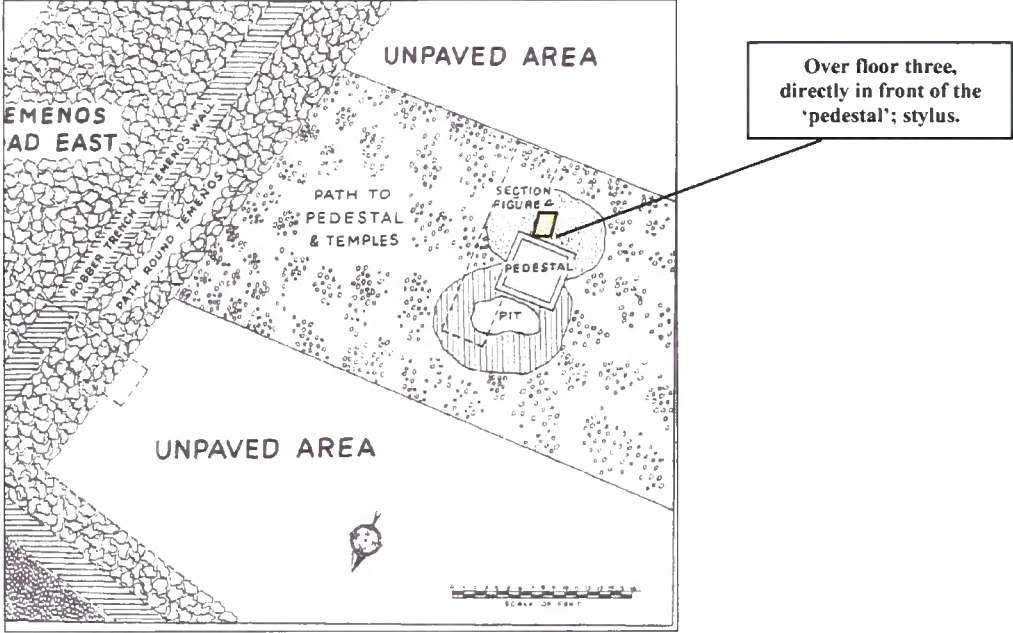 UNPAVED AREA
Over floor three,
directly in front of the
‘pedestal’; stylus.
EMENOS
AD EAST
ROBBER TRENCH OF TEMENOS WALL
PATH ROUND TEMENOS
PATH TO
PEDESTAL
& TEMPLES
SECTION
FIGURE 4
PEDESTAL
PIT
UNPAVED AREA
SCALE OF FEET